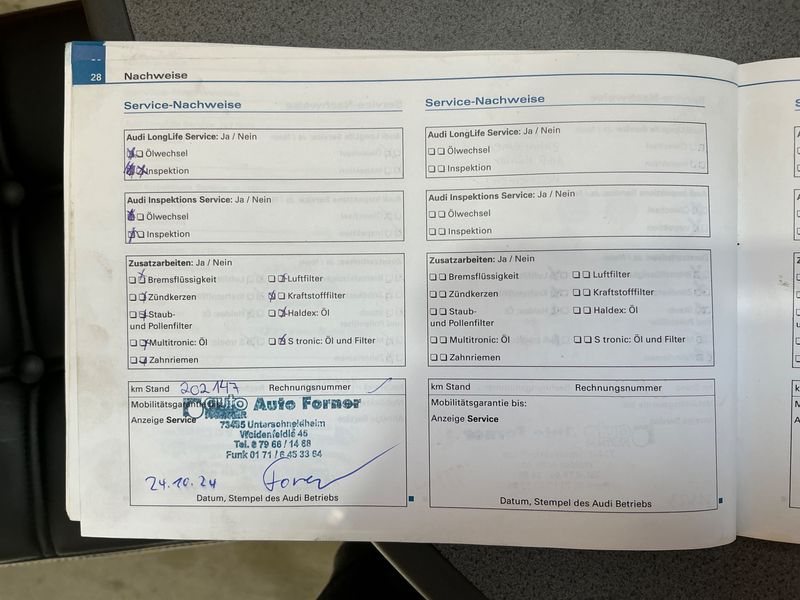 28 Nachweise
Service-Nachweise
Audi LongLife Service: Ja / Nein
Ölwechsel
Inspektion
Audi Inspektions Service: Ja / Nein
Ölwechsel
Inspektion
Zusatzarbeiten: Ja / Nein
Bremsflüssigkeit Luftfilter
Zündkerzen Kraftstofffilter
Staub- Haldex: Öl
und Pollenfilter
Multitronic: Öl S tronic: Öl und Filter
Zahnriemen
km Stand 202147 Rechnungsnummer
Mobilitätsgarantie bis:
auto Auto Forner
Anzeige Service
73485 Unterschneidheim
Tel. 0 79 66 / 14 88
Funk 01 71 / 6 45 33 64
24.10.24
Datum, Stempel des Audi Betriebs
Service-Nachweise
Audi LongLife Service: Ja / Nein
Ölwechsel
Inspektion
Audi Inspektions Service: Ja / Nein
Ölwechsel
Inspektion
Zusatzarbeiten: Ja / Nein
Bremsflüssigkeit Luftfilter
Zündkerzen Kraftstofffilter
Staub- Haldex: Öl
und Pollenfilter
Multitronic: Öl S tronic: Öl und Filter
Zahnriemen
km Stand Rechnungsnummer
Mobilitätsgarantie bis:
Anzeige Service
Datum, Stempel des Audi Betriebs